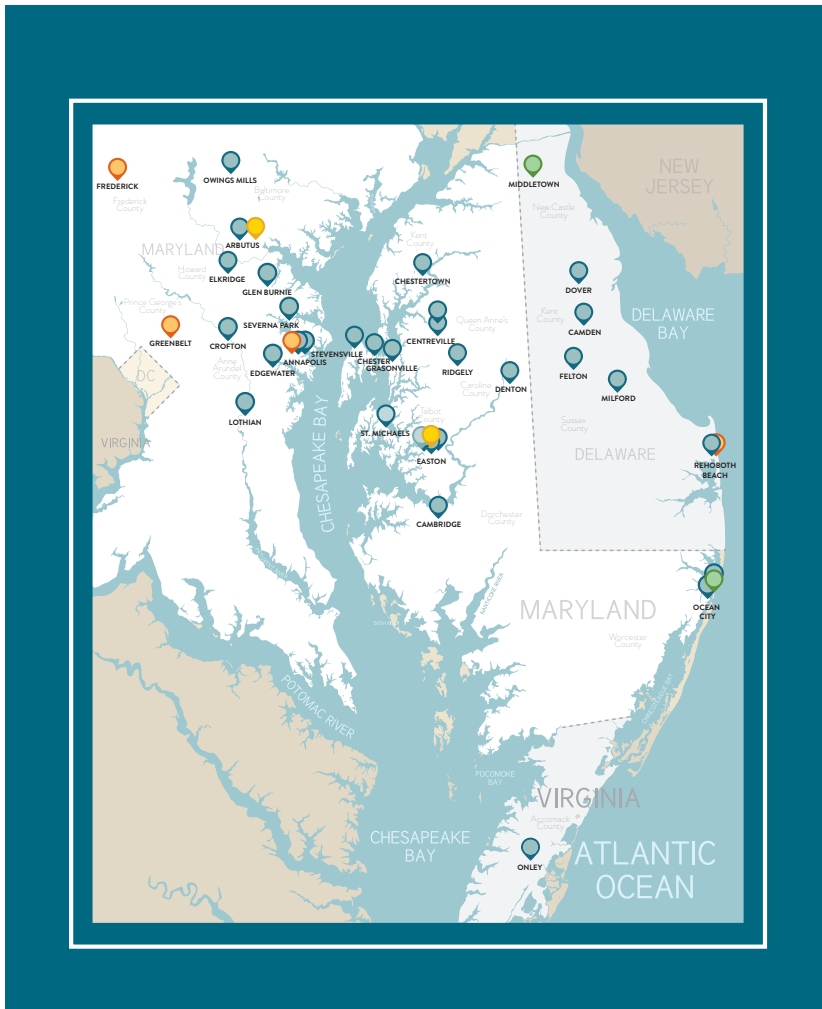 NEW
JERSEY
FREDERICK
OWINGS MILLS
MIDDLETOWN
Baltimore
County
Frederick
County
New Castle
County
MARYLAND
ARBUTUS
Kent
County
Howard
County
ELKRIDGE
GLEN BURNIE
CHESTERTOWN
DOVER
Prince George's
County
SEVERNA PARK
Queen Anne's
County
Kent
County
DELAWARE
BAY
CAMDEN
GREENBELT
CROFTON
CENTREVILLE
STEVENSVILLE
CHESTER
GRASONVILLE
ANNAPOLIS
EDGEWATER
Anne
Arundel
County
RIDGELY
FELTON
DC
Caroline
County
DENTON
MILFORD
LOTHIAN
Talbot
County
ST. MICHAELS
Sussex
County
VIRGINIA
CHESAPEAKE BAY
EASTON
DELAWARE
REHOBOTH
BEACH
CAMBRIDGE
Dorchester
County
NANTICOKE RIVER
MARYLAND
OCEAN
CITY
Worcester
County
POTOMAC RIVER
CHINCOTEAGUE BAY
POCOMOKE
BAY
VIRGINIA
Accomack
County
CHESAPEAKE
BAY
ONLEY
ATLANTIC
OCEAN